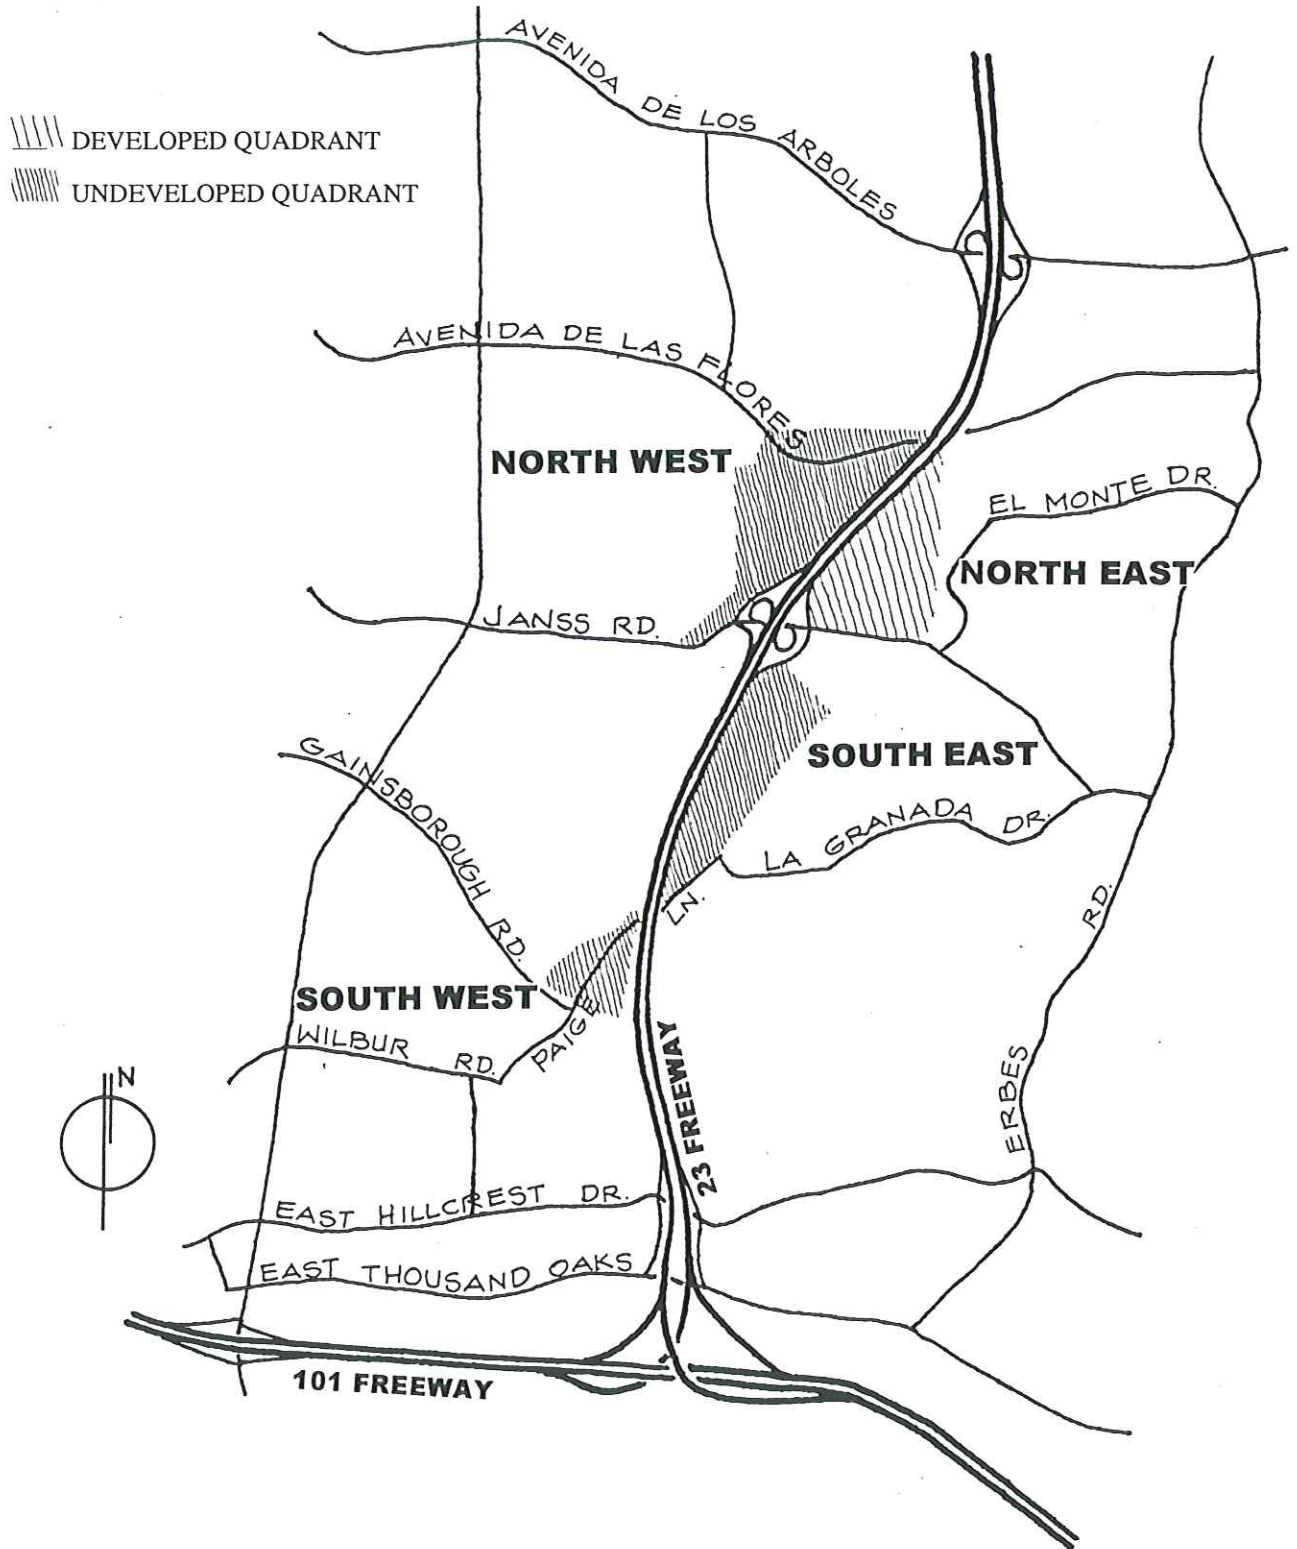 AVENIDA DE LOS ARBOLES
DEVELOPED QUADRANT
UNDEVELOPED QUADRANT
AVENIDA DE LAS FLORES
NORTH WEST
EL MONTE DR.
NORTH EAST
JANSS RD.
GAINSBOROUGH RD.
SOUTH EAST
LA GRANADA DR.
PAIGE LN.
SOUTH WEST
WILBUR RD.
ERBES RD.
23 FREEWAY
N
EAST HILLCREST DR.
EAST THOUSAND OAKS
101 FREEWAY